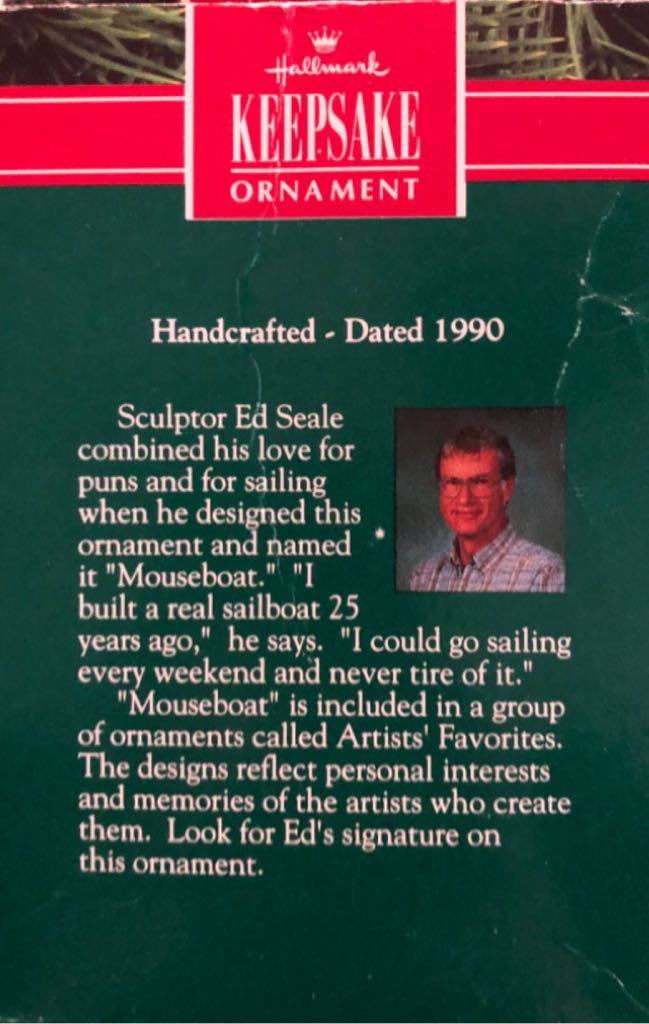 Hallmark
KEEPSAKE
ORNAMENT
Handcrafted - Dated 1990
Sculptor Ed Seale
combined his love for
puns and for sailing
when he designed this
ornament and named
it "Mouseboat." "I
built a real sailboat 25
years ago," he says. "I could go sailing
every weekend and never tire of it."
"Mouseboat" is included in a group
of ornaments called Artists' Favorites.
The designs reflect personal interests
and memories of the artists who create
them. Look for Ed's signature on
this ornament.